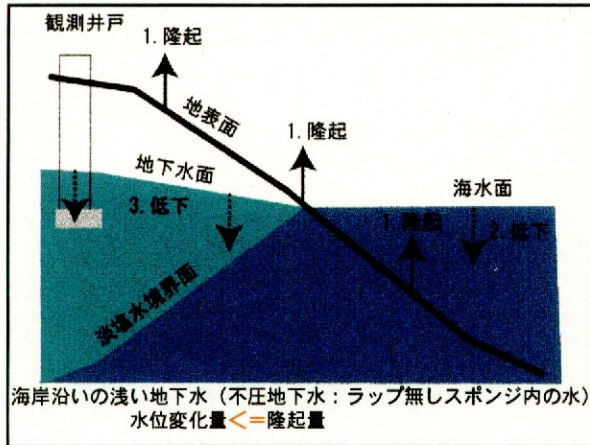 観測井戸
1. 隆起
地表面
1. 隆起
地下水面
海水面
3. 低下
1. 隆起
2. 低下
淡塩水境界面
海岸沿いの浅い地下水（不圧地下水：ラップ無しスポンジ内の水）
水位変化量<=隆起量